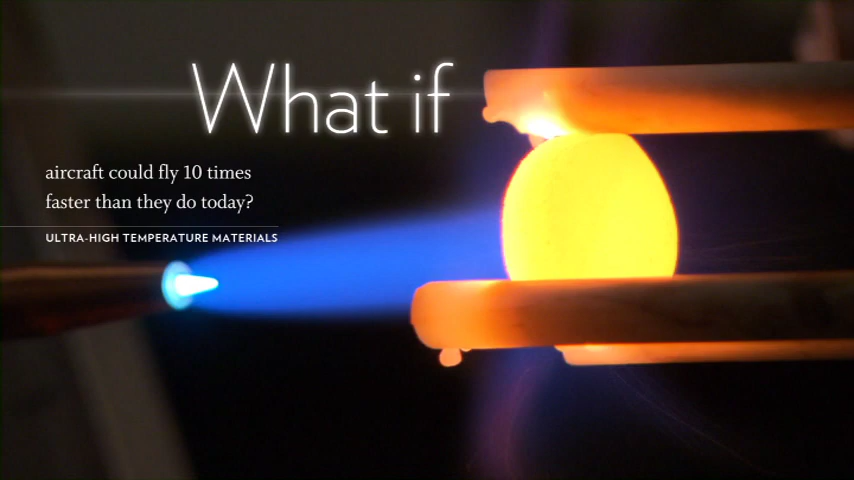 What if
aircraft could fly 10 times
faster than they do today?
ULTRA-HIGH TEMPERATURE MATERIALS